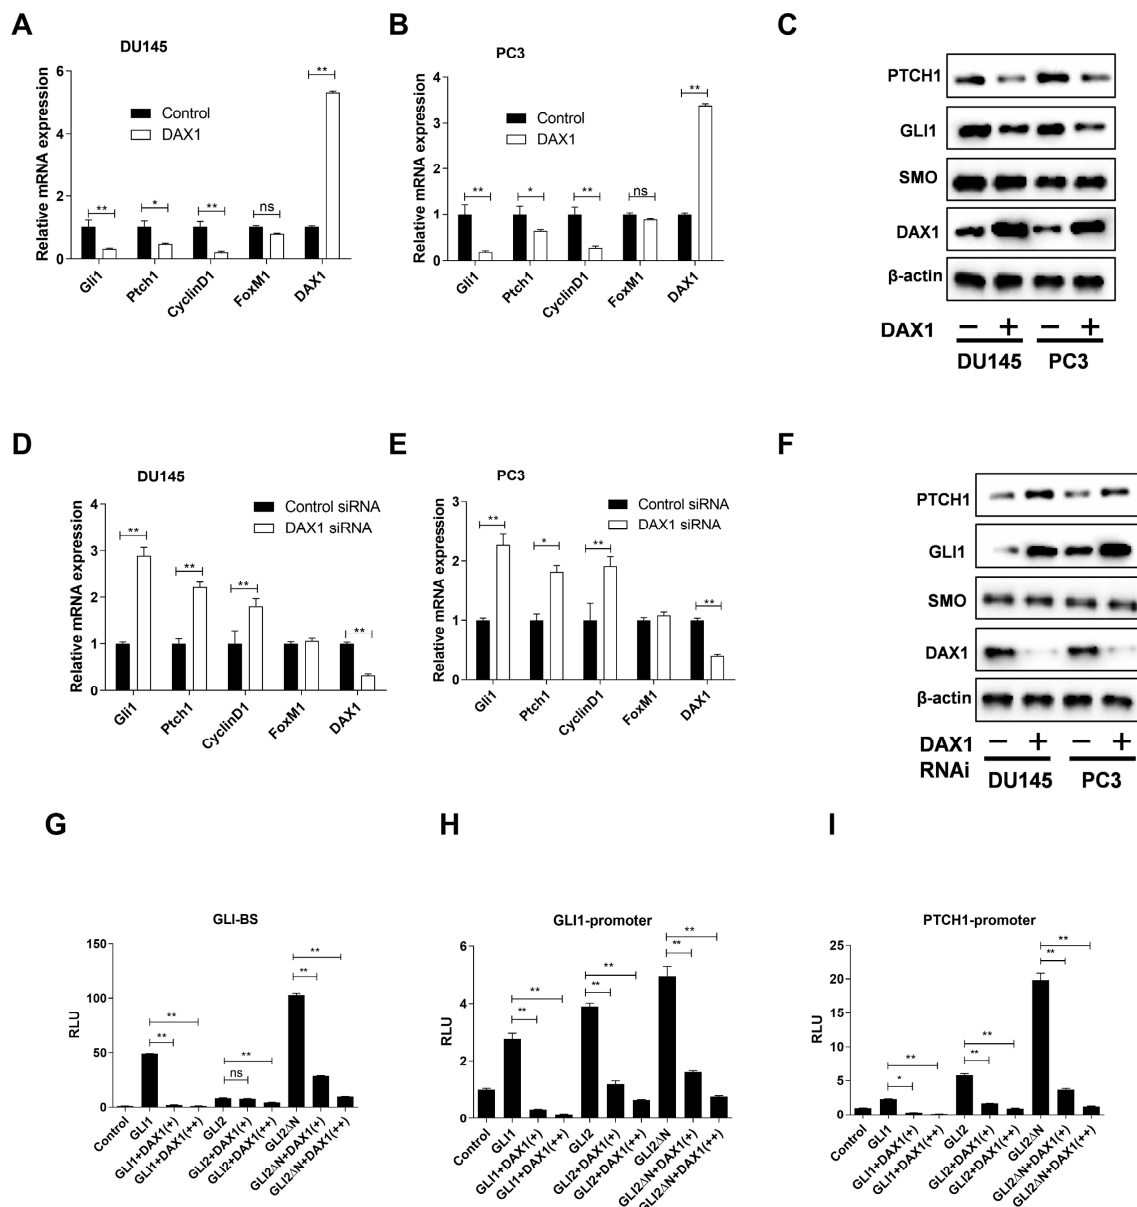 A
DU145
Relative mRNA expression
6
4
2
0
Control
DAX1
**
*
**
ns
**
Gli1
Ptch1
CyclinD1
FoxM1
DAX1
B
PC3
Relative mRNA expression
4
3
2
1
0
Control
DAX1
**
*
**
ns
**
Gli1
Ptch1
CyclinD1
FoxM1
DAX1
C
PTCH1
GLI1
SMO
DAX1
β-actin
DAX1 − + − +
DU145 PC3
D
DU145
Relative mRNA expression
4
3
2
1
0
Control siRNA
DAX1 siRNA
**
**
**
**
Gli1
Ptch1
CyclinD1
FoxM1
DAX1
E
PC3
Relative mRNA expression
3
2
1
0
Control siRNA
DAX1 siRNA
**
*
**
**
Gli1
Ptch1
CyclinD1
FoxM1
DAX1
F
PTCH1
GLI1
SMO
DAX1
β-actin
DAX1 − + − +
RNAi
DU145 PC3
G
GLI-BS
RLU
150
100
50
0
**
**
**
ns
**
**
Control
GLI1
GLI1+DAX1(+)
GLI1+DAX1(++)
GLI2
GLI2+DAX1(+)
GLI2+DAX1(++)
GLI2ΔN
GLI2ΔN+DAX1(+)
GLI2ΔN+DAX1(++)
H
GLI1-promoter
RLU
6
4
2
0
**
**
**
**
**
**
Control
GLI1
GLI1+DAX1(+)
GLI1+DAX1(++)
GLI2
GLI2+DAX1(+)
GLI2+DAX1(++)
GLI2ΔN
GLI2ΔN+DAX1(+)
GLI2ΔN+DAX1(++)
I
PTCH1-promoter
RLU
25
20
15
10
5
0
**
*
**
**
**
**
Control
GLI1
GLI1+DAX1(+)
GLI1+DAX1(++)
GLI2
GLI2+DAX1(+)
GLI2+DAX1(++)
GLI2ΔN
GLI2ΔN+DAX1(+)
GLI2ΔN+DAX1(++)